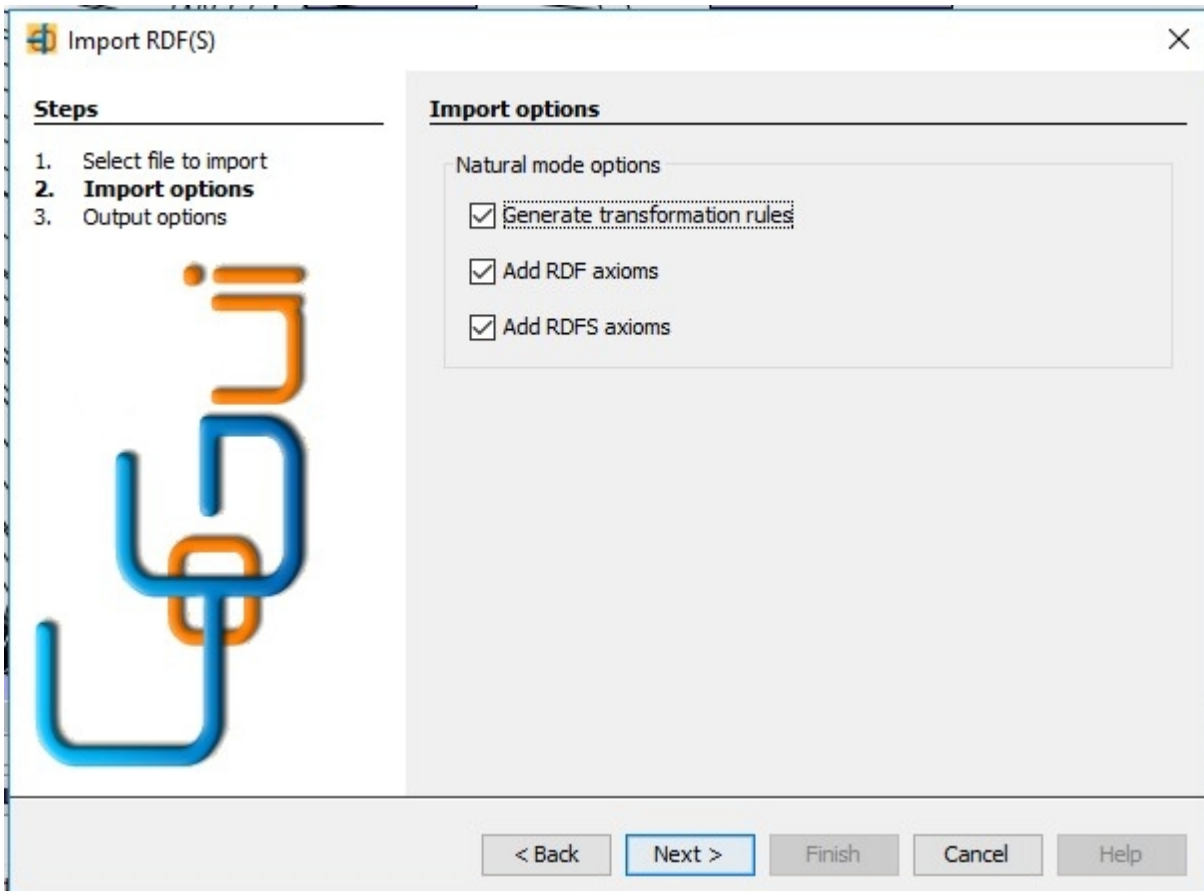 Import RDF(S)
Steps
1. Select file to import
2. Import options
3. Output options
CoGui
Import options
Natural mode options
Generate transformation rules
Add RDF axioms
Add RDFS axioms
< Back
Next >
Finish
Cancel
Help